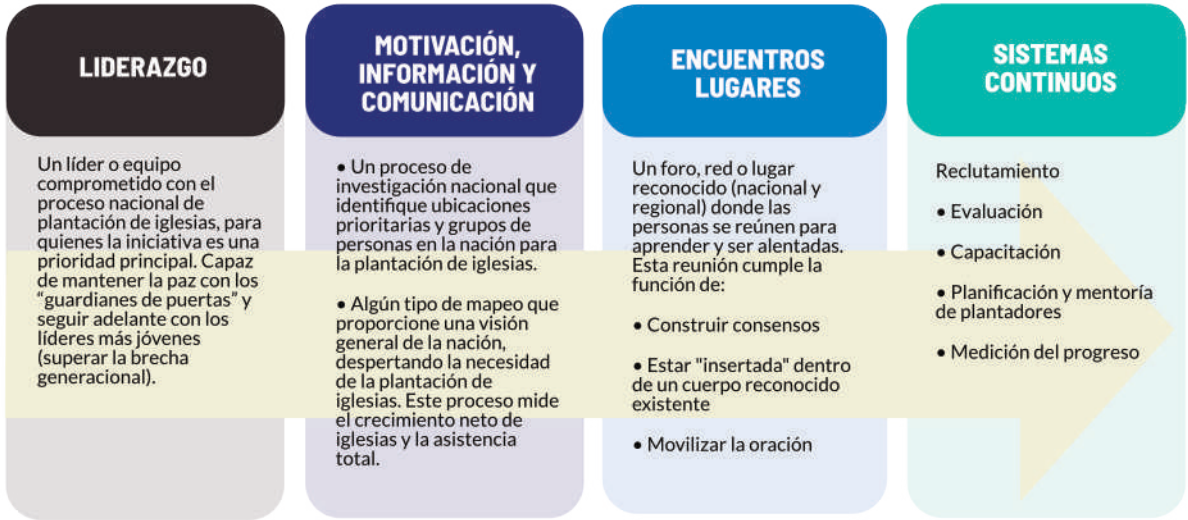 LIDERAZGO
Un líder o equipo
comprometido con el
proceso nacional de
plantación de iglesias, para
quienes la iniciativa es una
prioridad principal. Capaz
de mantener la paz con los
“guardianes de puertas” y
seguir adelante con los
líderes más jóvenes
(superar la brecha
generacional).
MOTIVACIÓN,
INFORMACIÓN Y
COMUNICACIÓN
• Un proceso de
investigación nacional que
identifique ubicaciones
prioritarias y grupos de
personas en la nación para
la plantación de iglesias.
• Algún tipo de mapeo que
proporcione una visión
general de la nación,
despertando la necesidad
de la plantación de
iglesias. Este proceso mide
el crecimiento neto de
iglesias y la asistencia
total.
ENCUENTROS
LUGARES
Un foro, red o lugar
reconocido (nacional y
regional) donde las
personas se reúnen para
aprender y ser alentadas.
Esta reunión cumple la
función de:
• Construir consensos
• Estar "insertada" dentro
de un cuerpo reconocido
existente
• Movilizar la oración
SISTEMAS
CONTINUOS
Reclutamiento
• Evaluación
• Capacitación
• Planificación y mentoría
de plantadores
• Medición del progreso